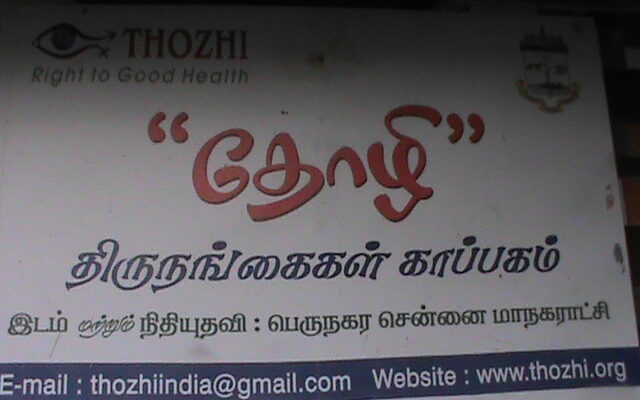 THOZHI
Right to Good Health
“தோழி”
திருநங்கைகள் காப்பகம்
இடம் மற்றும் நிதியுதவி : பெருநகர சென்னை மாநகராட்சி
E-mail : thozhiindia@gmail.com Website : www.thozhi.org